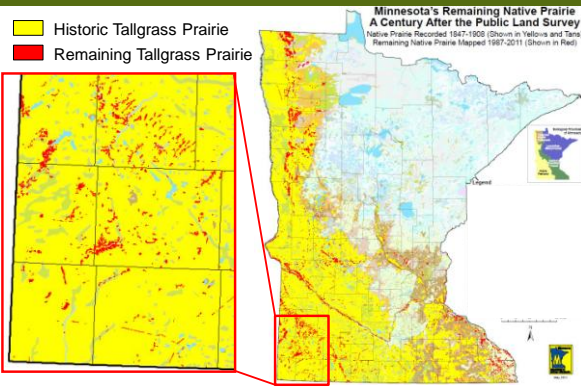 Historic Tallgrass Prairie
Remaining Tallgrass Prairie
Minnesota's Remaining Native Prairie
A Century After the Public Land Survey
Native Prairie Recorded 1847-1908 (Shown in Yellows and Tans)
Remaining Native Prairie Mapped 1987-2011 (Shown in Red)
Legend